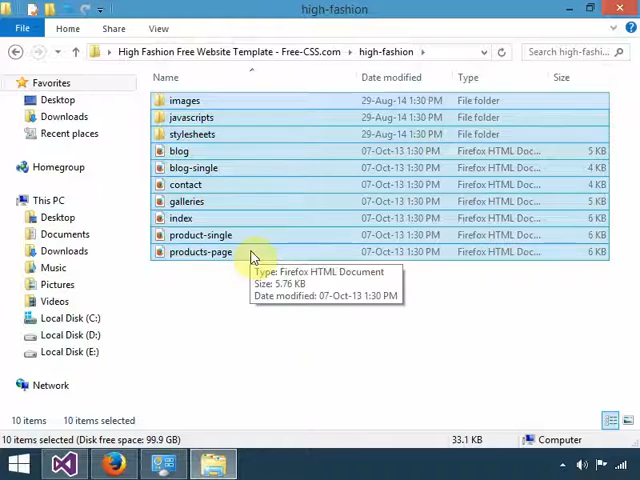 high-fashion
File Home Share View
High Fashion Free Website Template - Free-CSS.com high-fashion Search high-fashion
Name Date modified Type Size
Favorites
Desktop
Downloads
Recent places
Homegroup
This PC
Desktop
Documents
Downloads
Music
Pictures
Videos
Local Disk (C:)
Local Disk (D:)
Local Disk (E:)
Network
images 29-Aug-14 1:30 PM File folder
javascripts 29-Aug-14 1:30 PM File folder
stylesheets 29-Aug-14 1:30 PM File folder
blog 07-Oct-13 1:30 PM Firefox HTML Doc... 5 KB
blog-single 07-Oct-13 1:30 PM Firefox HTML Doc... 4 KB
contact 07-Oct-13 1:30 PM Firefox HTML Doc... 4 KB
galleries 07-Oct-13 1:30 PM Firefox HTML Doc... 6 KB
index 07-Oct-13 1:30 PM Firefox HTML Doc... 6 KB
product-single 07-Oct-13 1:30 PM Firefox HTML Doc... 6 KB
products-page 07-Oct-13 1:30 PM Firefox HTML Doc... 6 KB
Type: Firefox HTML Document
Size: 5.76 KB
Date modified: 07-Oct-13 1:30 PM
10 items 10 items selected
10 items selected (Disk free space: 99.9 GB) 33.1 KB Computer